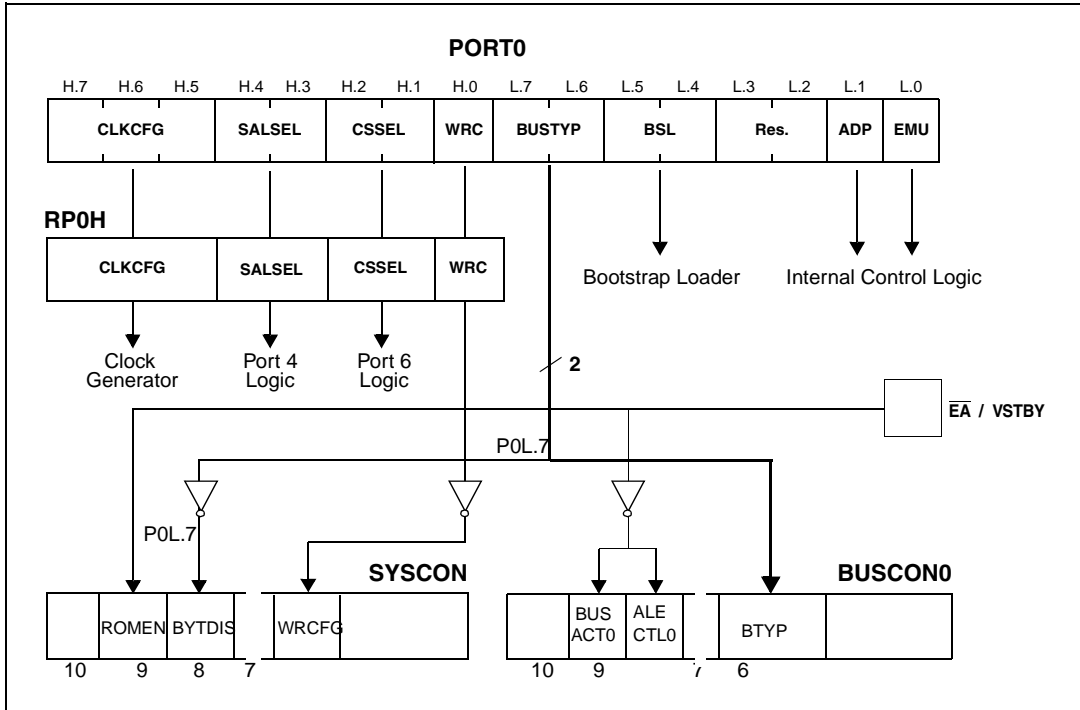 PORT0
H.7 H.6 H.5 H.4 H.3 H.2 H.1 H.0 L.7 L.6 L.5 L.4 L.3 L.2 L.1 L.0
CLKCFG SALSEL CSSEL WRC BUSTYP BSL Res. ADP EMU
RP0H
CLKCFG SALSEL CSSEL WRC
Bootstrap Loader Internal Control Logic
Clock Generator
Port 4 Logic
Port 6 Logic
2
EA / VSTBY
P0L.7
P0L.7
SYSCON BUSCON0
ROMEN BYTDIS WRCFG
BUS ACT0
ALE CTL0
BTYP
10 9 8 7 10 9 7 6